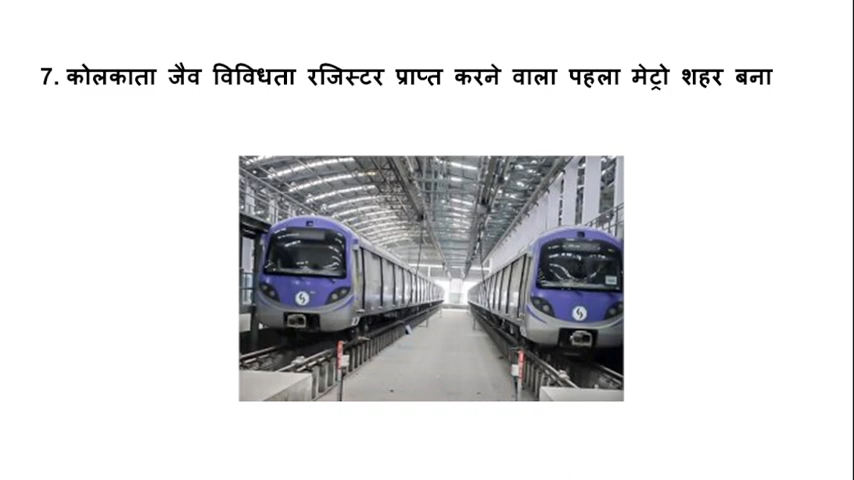 7. कोलकाता जैव विविधता रजिस्टर प्राप्त करने वाला पहला मेट्रो शहर बना